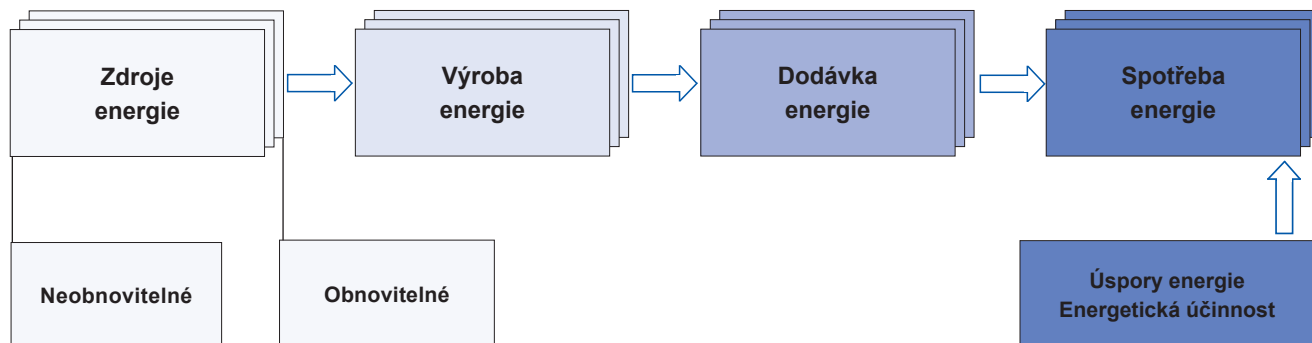 Zdroje
energie
Výroba
energie
Dodávka
energie
Spotřeba
energie
Neobnovitelné
Obnovitelné
Úspory energie
Energetická účinnost